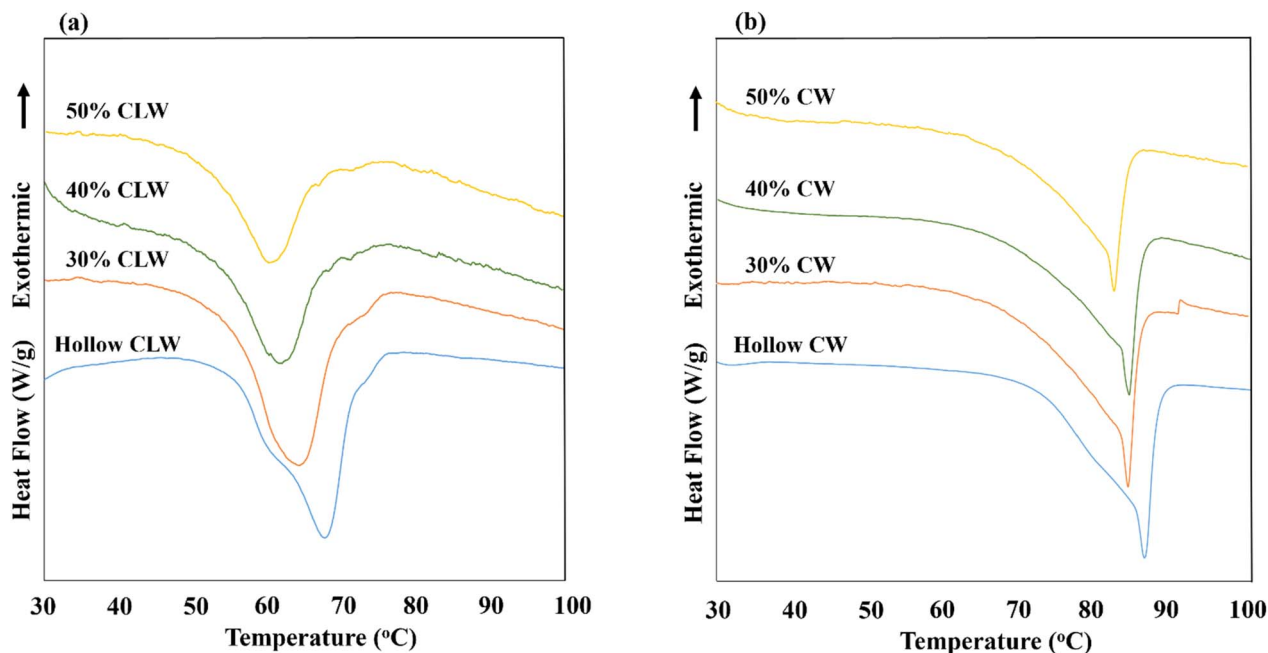 (a)
50% CLW
40% CLW
30% CLW
Hollow CLW
Heat Flow (W/g) Exothermic
30 40 50 60 70 80 90 100
Temperature (°C)
(b)
50% CW
40% CW
30% CW
Hollow CW
Heat Flow (W/g) Exothermic
30 40 50 60 70 80 90 100
Temperature (°C)